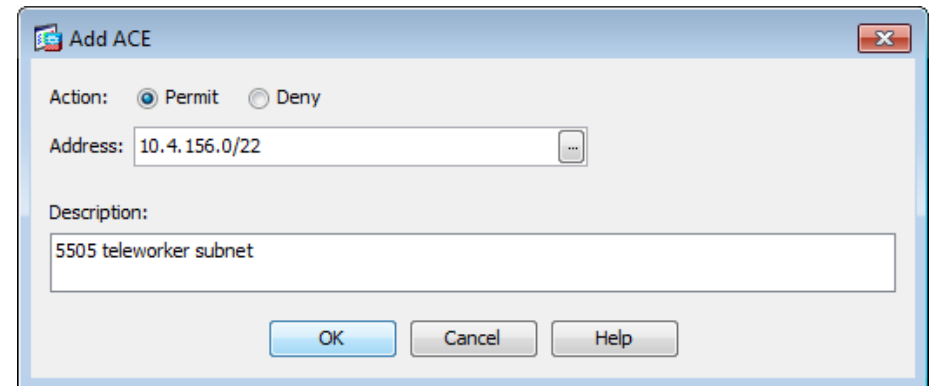 Add ACE
Action: Permit Deny
Address: 10.4.156.0/22 ...
Description:
5505 teleworker subnet
OK Cancel Help